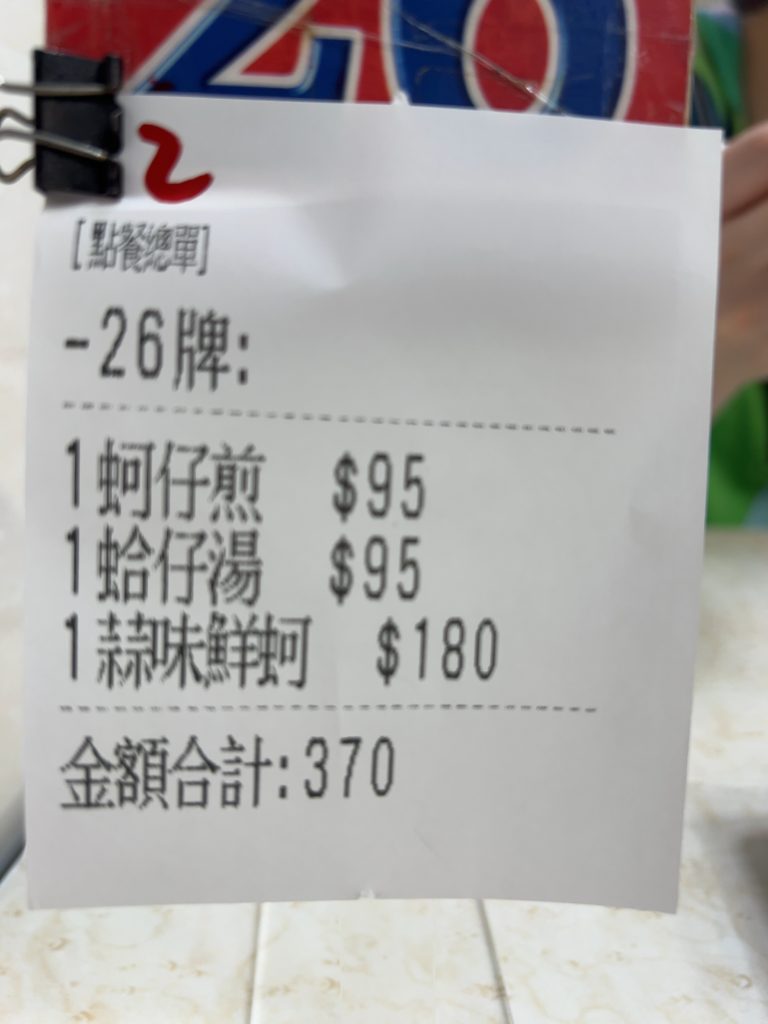 20
2
[點餐總單]
-26牌:
1蚵仔煎 $95
1蛤仔湯 $95
1蒜味鮮蚵 $180
金額合計:370